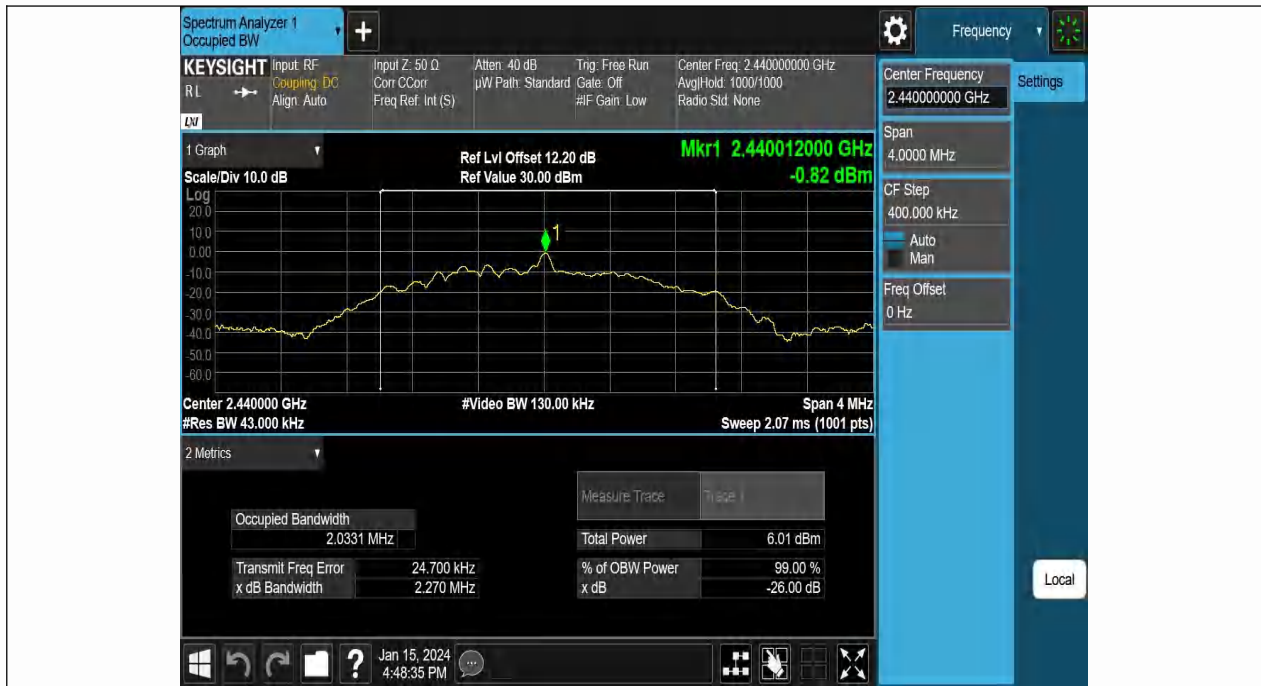 Spectrum Analyzer 1
Occupied BW
+
Frequency
KEYSIGHT
RL
LXI
Input: RF
Coupling: DC
Align: Auto
Input Z: 50 Ω
Corr CCorr
Freq Ref: Int (S)
Atten: 40 dB
µW Path: Standard
Trig: Free Run
Gate: Off
#IF Gain: Low
Center Freq: 2.440000000 GHz
Avg|Hold: 1000/1000
Radio Std: None
1 Graph
Scale/Div 10.0 dB
Ref Lvl Offset 12.20 dB
Ref Value 30.00 dBm
Mkr1 2.440012000 GHz
-0.82 dBm
Log
20.0
10.0
0.00
-10.0
-20.0
-30.0
-40.0
-50.0
-60.0
1
Center 2.440000 GHz
#Res BW 43.000 kHz
#Video BW 130.00 kHz
Span 4 MHz
Sweep 2.07 ms (1001 pts)
2 Metrics
Measure Trace Trace 1
Occupied Bandwidth
2.0331 MHz
Total Power 6.01 dBm
Transmit Freq Error 24.700 kHz
% of OBW Power 99.00 %
x dB Bandwidth 2.270 MHz
x dB -26.00 dB
Center Frequency
2.440000000 GHz
Settings
Span
4.0000 MHz
CF Step
400.000 kHz
Auto
Man
Freq Offset
0 Hz
Local
?
Jan 15, 2024
4:48:35 PM